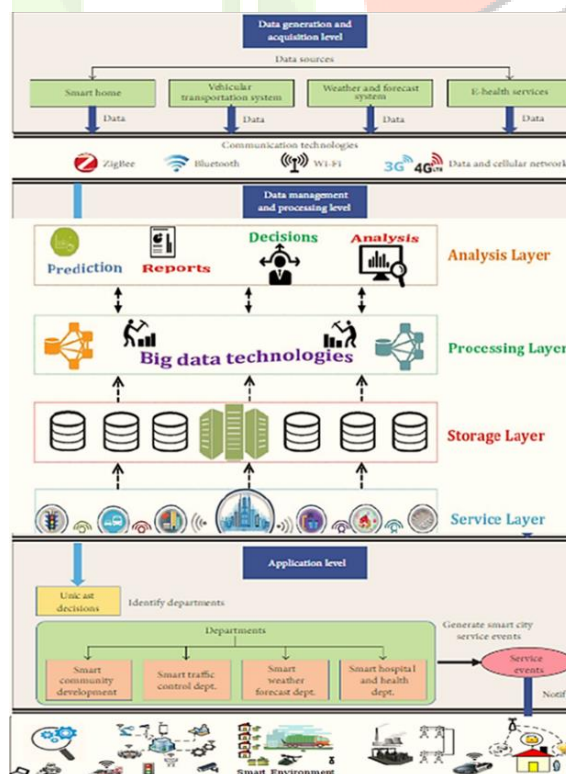 Data generation and
acquisition level
Data sources
Smart home
Vehicular
transportation system
Weather and forecast
system
E-health services
Data
Data
Data
Data
Communication technologies
ZigBee
Bluetooth
Wi-Fi
3G
4G LTE
Data and cellular network
Data management
and processing level
Prediction
Reports
Decisions
Analysis
Analysis Layer
Big data technologies
Processing Layer
Storage Layer
Service Layer
Application level
Unicast
decisions
Identify departments
Departments
Smart
community
development
Smart traffic
control dept.
Smart
weather
forecast dept.
Smart hospital
and health
dept.
Generate smart city
service events
Service
events
Notif
Smart Environment